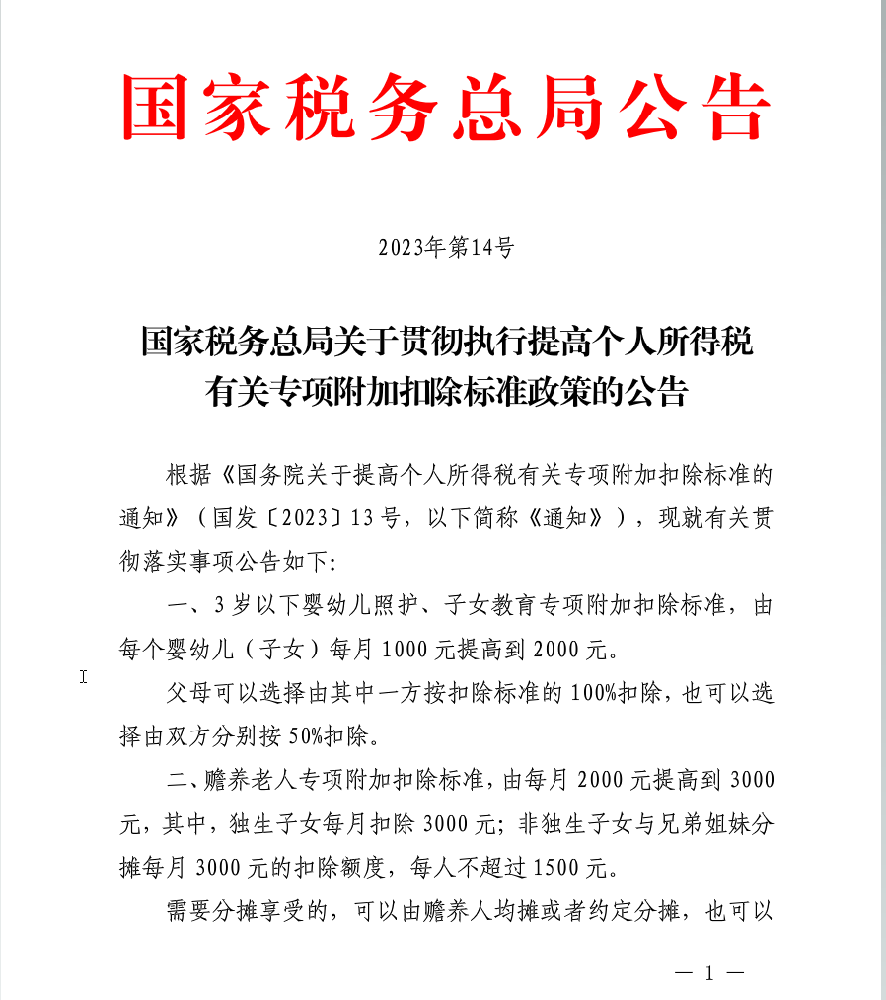 国家税务总局公告
2023年第14号
国家税务总局关于贯彻执行提高个人所得税
有关专项附加扣除标准政策的公告
根据《国务院关于提高个人所得税有关专项附加扣除标准的
通知》（国发〔2023〕13号，以下简称《通知》），现就有关贯
彻落实事项公告如下：
一、3岁以下婴幼儿照护、子女教育专项附加扣除标准，由
每个婴幼儿（子女）每月1000元提高到2000元。
父母可以选择由其中一方按扣除标准的100%扣除，也可以选
择由双方分别按50%扣除。
二、赡养老人专项附加扣除标准，由每月2000元提高到3000
元，其中，独生子女每月扣除3000元；非独生子女与兄弟姐妹分
摊每月3000元的扣除额度，每人不超过1500元。
需要分摊享受的，可以由赡养人均摊或者约定分摊，也可以
— 1 —